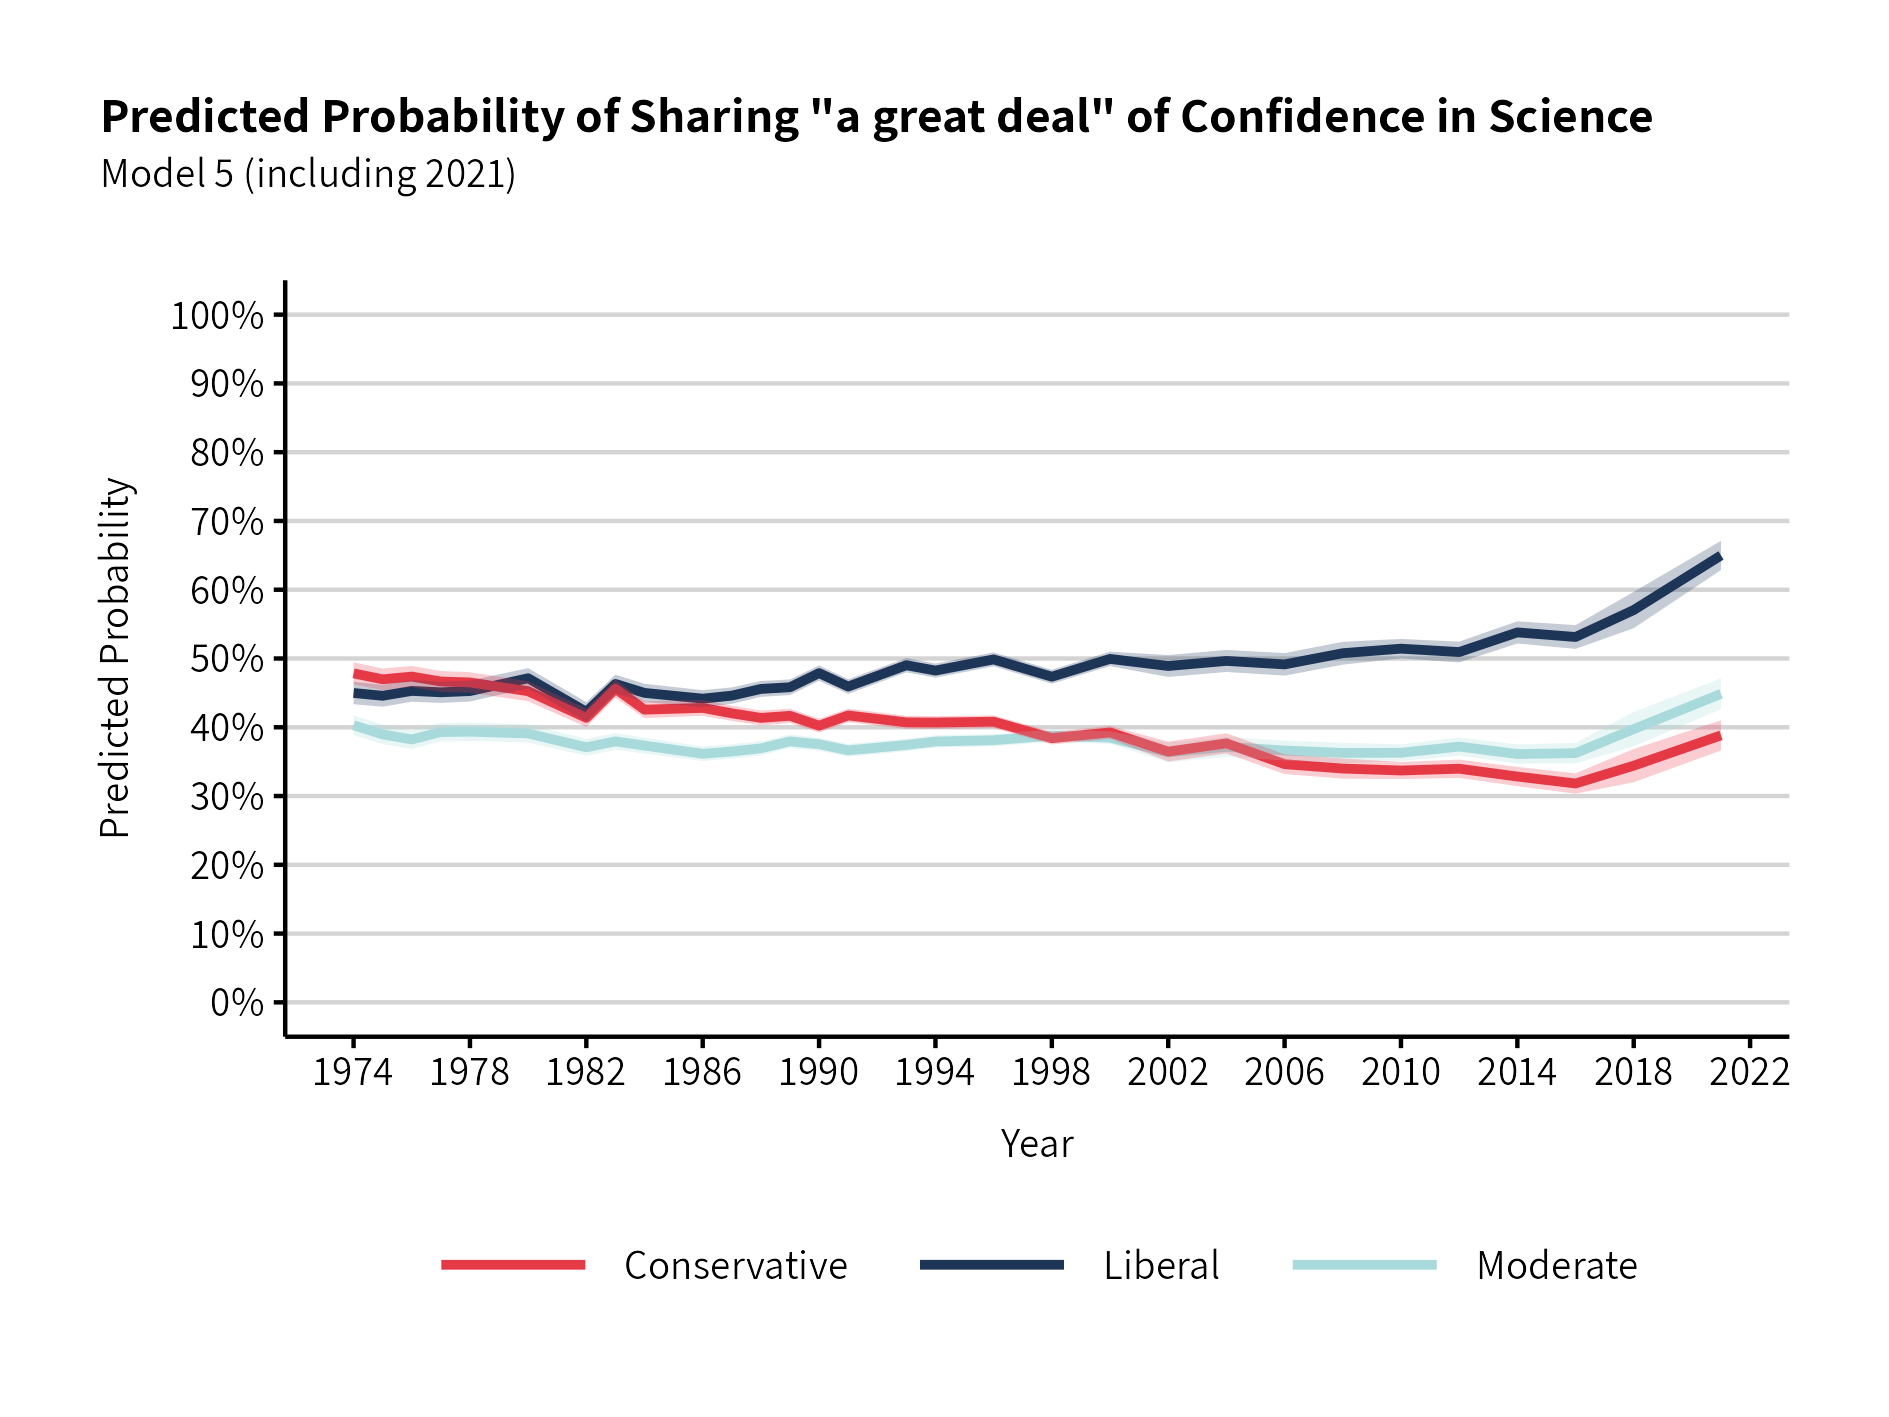 Predicted Probability of Sharing "a great deal" of Confidence in Science
Model 5 (including 2021)
Predicted Probability
100%
90%
80%
70%
60%
50%
40%
30%
20%
10%
0%
1974 1978 1982 1986 1990 1994 1998 2002 2006 2010 2014 2018 2022
Year
Conservative Liberal Moderate